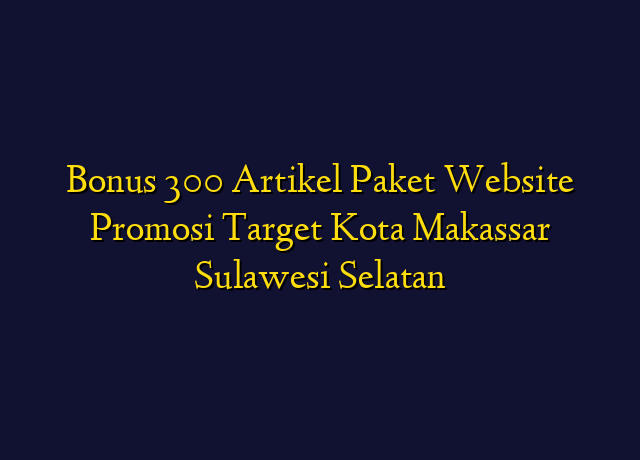 Bonus 300 Artikel Paket Website
Promosi Target Kota Makassar
Sulawesi Selatan